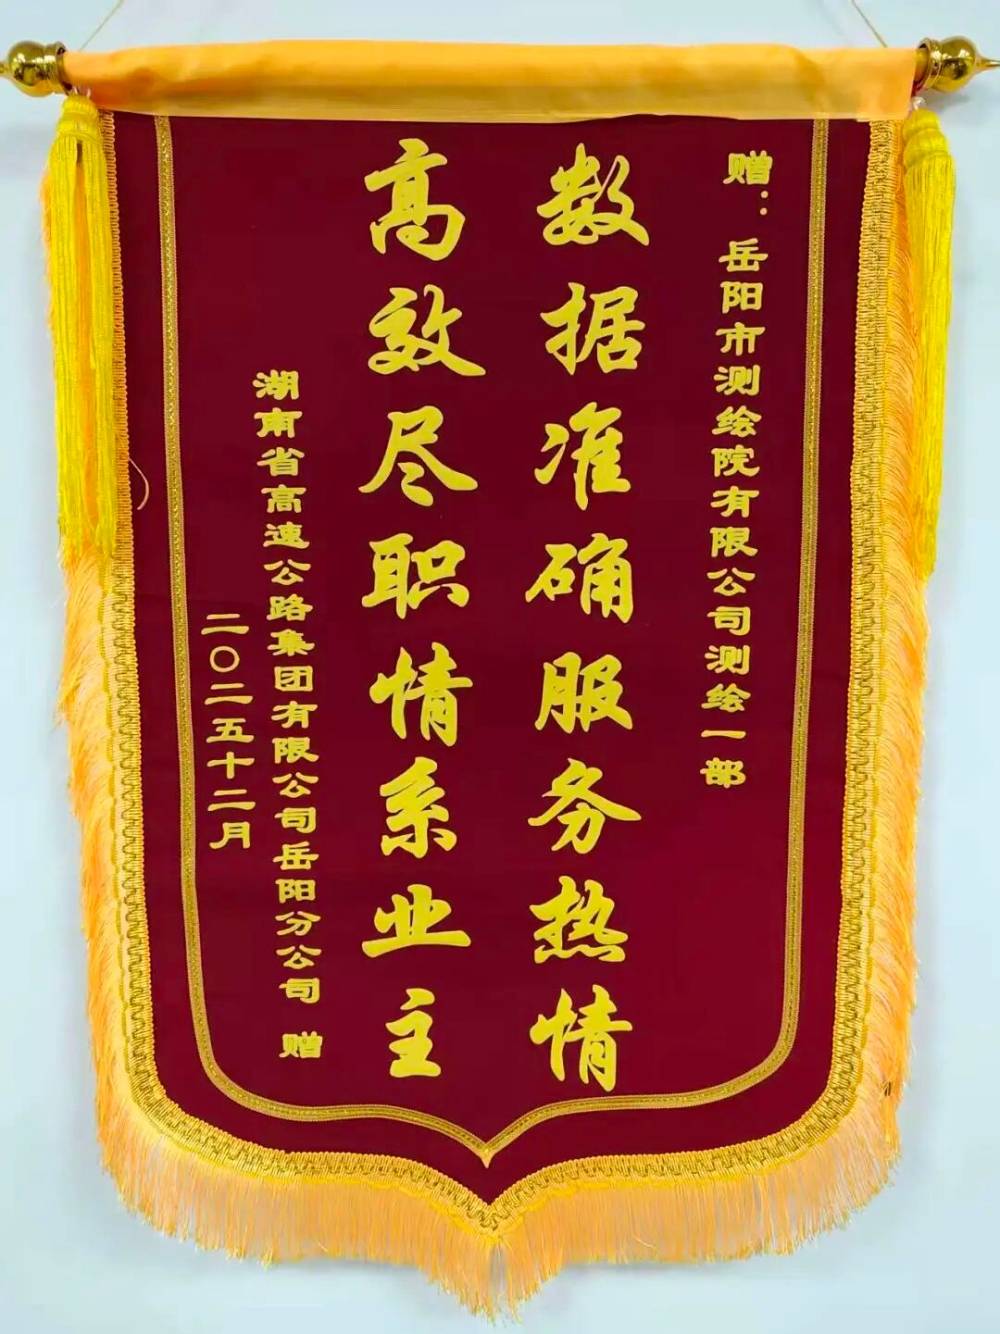 赠：岳阳市测绘院有限公司测绘一部
数据准确服务热情
高效尽职情系业主
湖南省高速公路集团有限公司岳阳分公司 赠
二〇二五十二月